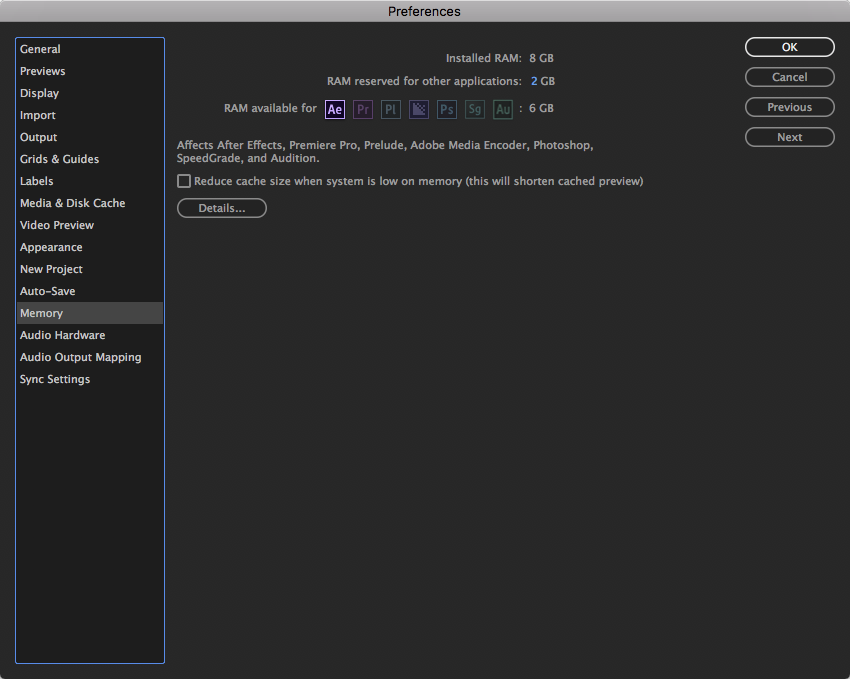 Preferences
General
Previews
Display
Import
Output
Grids & Guides
Labels
Media & Disk Cache
Video Preview
Appearance
New Project
Auto-Save
Memory
Audio Hardware
Audio Output Mapping
Sync Settings
Installed RAM: 8 GB
RAM reserved for other applications: 2 GB
RAM available for Ae Pr Pl Ps Sg Au : 6 GB
Affects After Effects, Premiere Pro, Prelude, Adobe Media Encoder, Photoshop,
SpeedGrade, and Audition.
Reduce cache size when system is low on memory (this will shorten cached preview)
Details...
OK
Cancel
Previous
Next